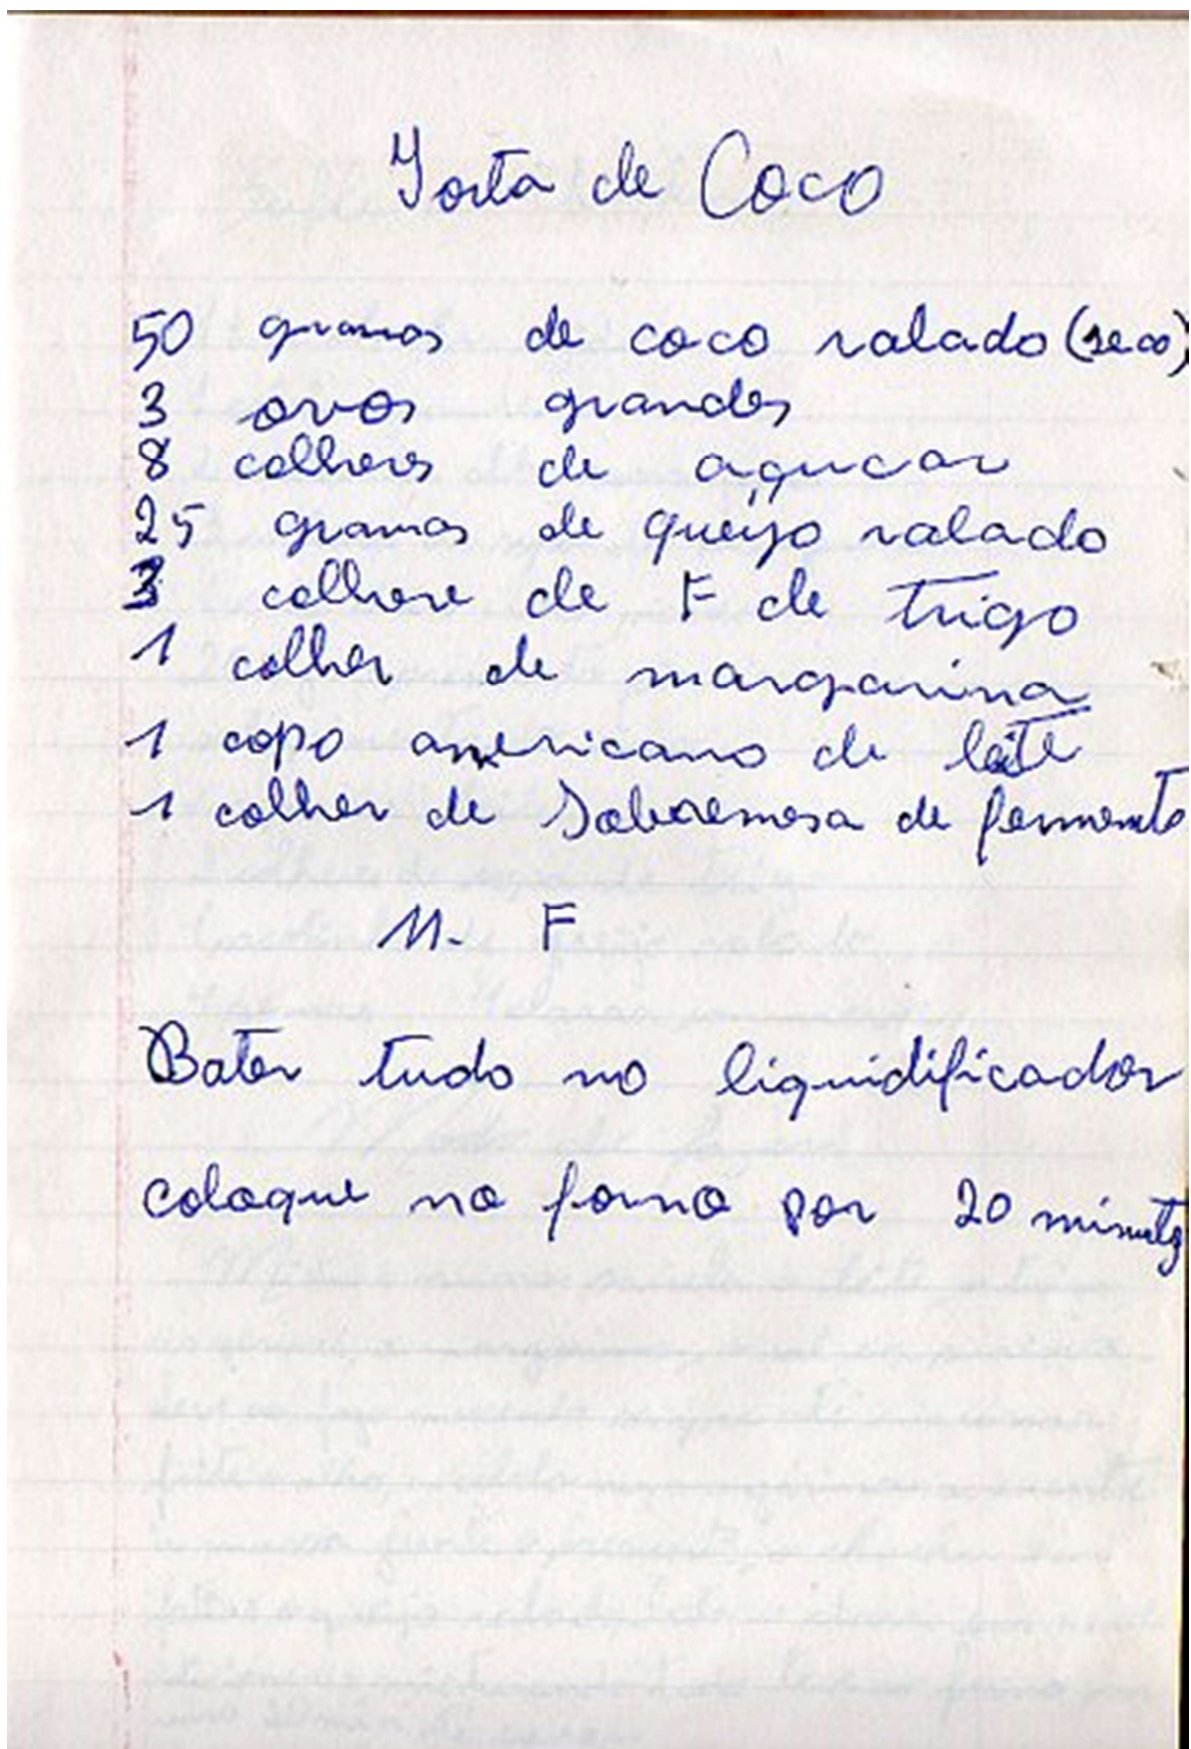 Torta de Coco
50 gramas de coco ralado (seco)
3 ovos grandes
8 colheres de açucar
25 gramas de queijo ralado
3 colhere de F de trigo
1 colher de margarina
1 copo americano de leite
1 colher de Sobremesa de fermento
M. F
Bater tudo no liquidificador
coloque no forno por 20 minutos